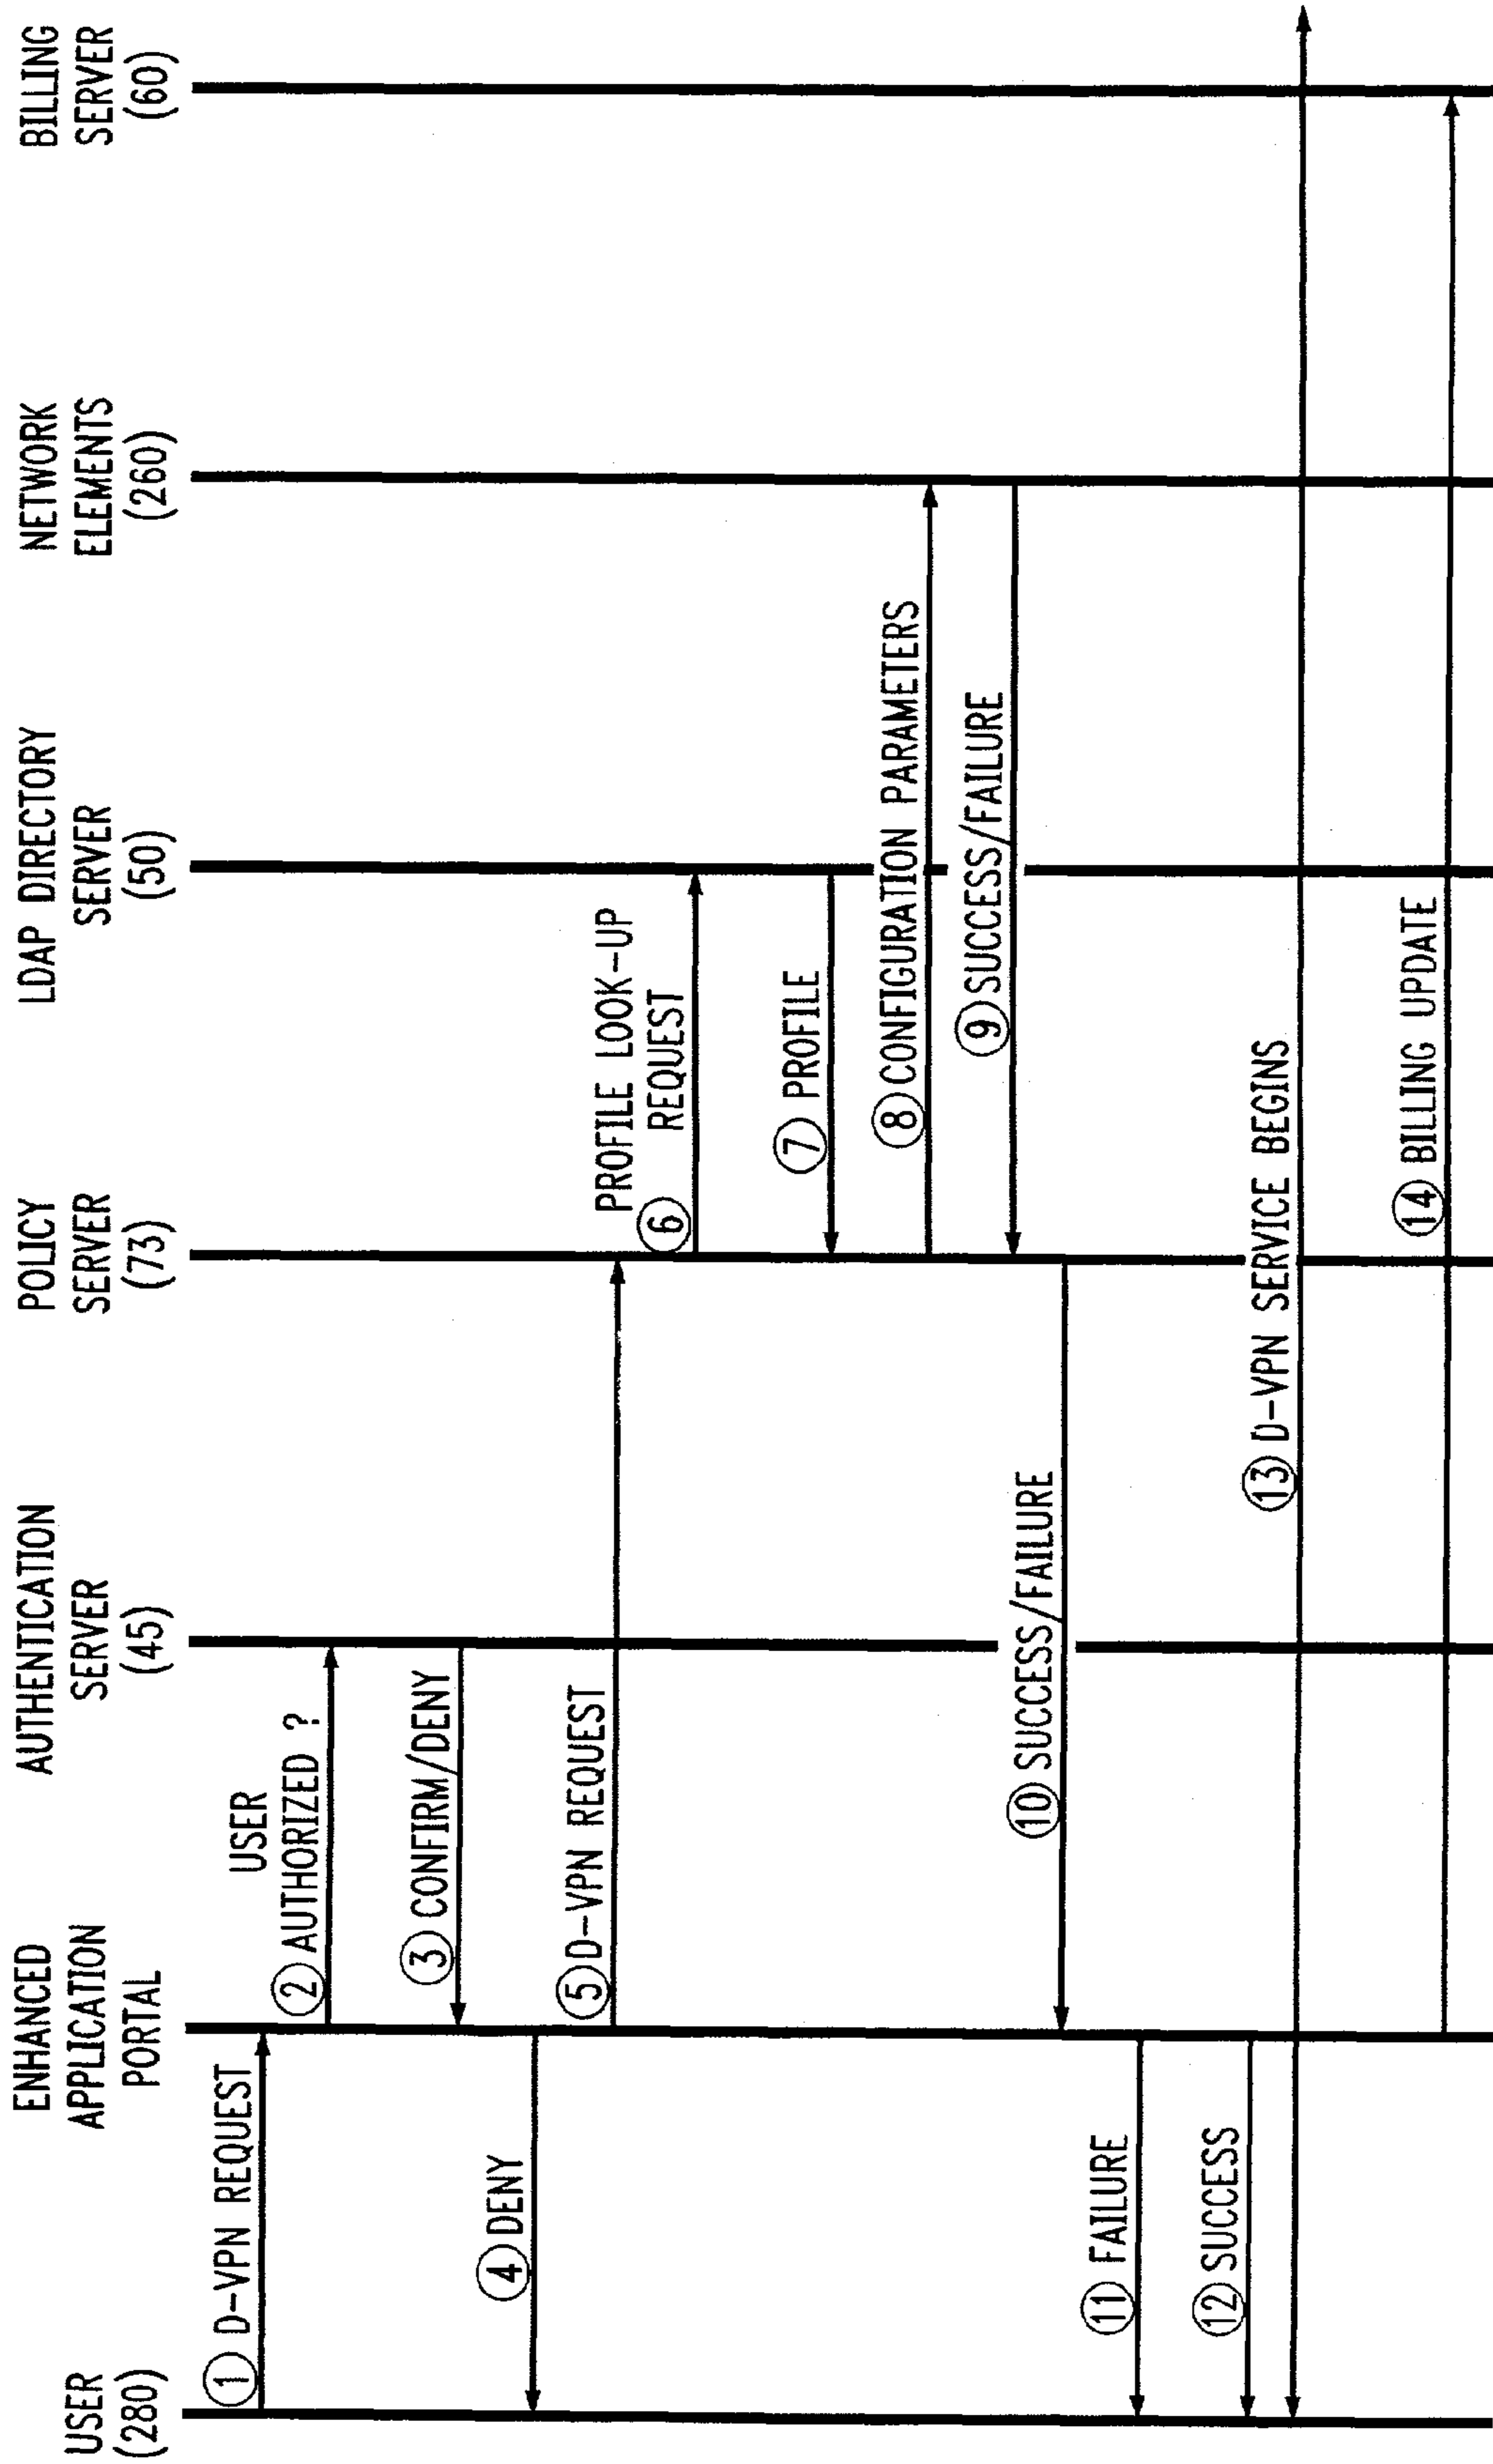 USER
(280)
ENHANCED
APPLICATION
PORTAL
AUTHENTICATION
SERVER
(45)
POLICY
SERVER
(73)
LDAP DIRECTORY
SERVER
(50)
NETWORK
ELEMENTS
(260)
BILLING
SERVER
(60)
1 D-VPN REQUEST
USER
2 AUTHORIZED ?
3 CONFIRM/DENY
4 DENY
5 D-VPN REQUEST
PROFILE LOOK-UP
6 REQUEST
7 PROFILE
8 CONFIGURATION PARAMETERS
9 SUCCESS/FAILURE
10 SUCCESS/FAILURE
11 FAILURE
12 SUCCESS
13 D-VPN SERVICE BEGINS
14 BILLING UPDATE